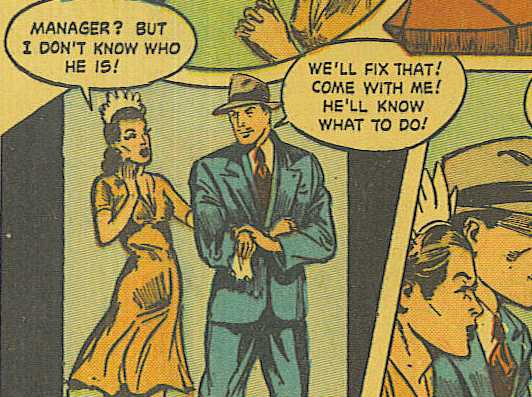 MANAGER? BUT
I DON'T KNOW WHO
HE IS!
WE'LL FIX THAT!
COME WITH ME!
HE'LL KNOW
WHAT TO DO!